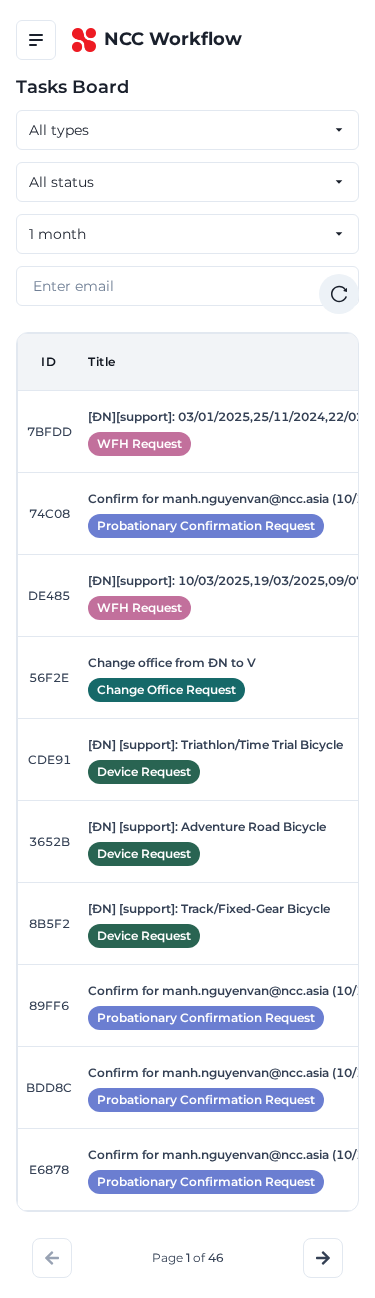 NCC Workflow
Tasks Board
All types
All status
1 month
Enter email
ID Title
7BFDD [ĐN][support]: 03/01/2025,25/11/2024,22/0
WFH Request
74C08 Confirm for manh.nguyenvan@ncc.asia (10/
Probationary Confirmation Request
DE485 [ĐN][support]: 10/03/2025,19/03/2025,09/0
WFH Request
56F2E Change office from ĐN to V
Change Office Request
CDE91 [ĐN] [support]: Triathlon/Time Trial Bicycle
Device Request
3652B [ĐN] [support]: Adventure Road Bicycle
Device Request
8B5F2 [ĐN] [support]: Track/Fixed-Gear Bicycle
Device Request
89FF6 Confirm for manh.nguyenvan@ncc.asia (10/
Probationary Confirmation Request
BDD8C Confirm for manh.nguyenvan@ncc.asia (10/
Probationary Confirmation Request
E6878 Confirm for manh.nguyenvan@ncc.asia (10/
Probationary Confirmation Request
Page 1 of 46